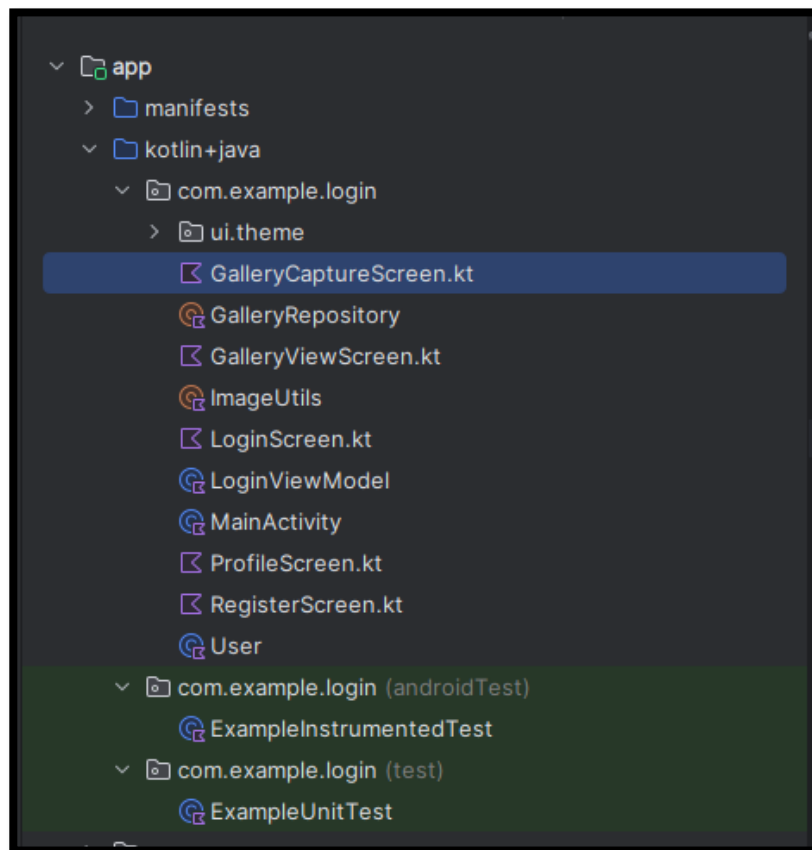 app
manifests
kotlin+java
com.example.login
ui.theme
GalleryCaptureScreen.kt
GalleryRepository
GalleryViewScreen.kt
ImageUtils
LoginScreen.kt
LoginViewModel
MainActivity
ProfileScreen.kt
RegisterScreen.kt
User
com.example.login (androidTest)
ExampleInstrumentedTest
com.example.login (test)
ExampleUnitTest